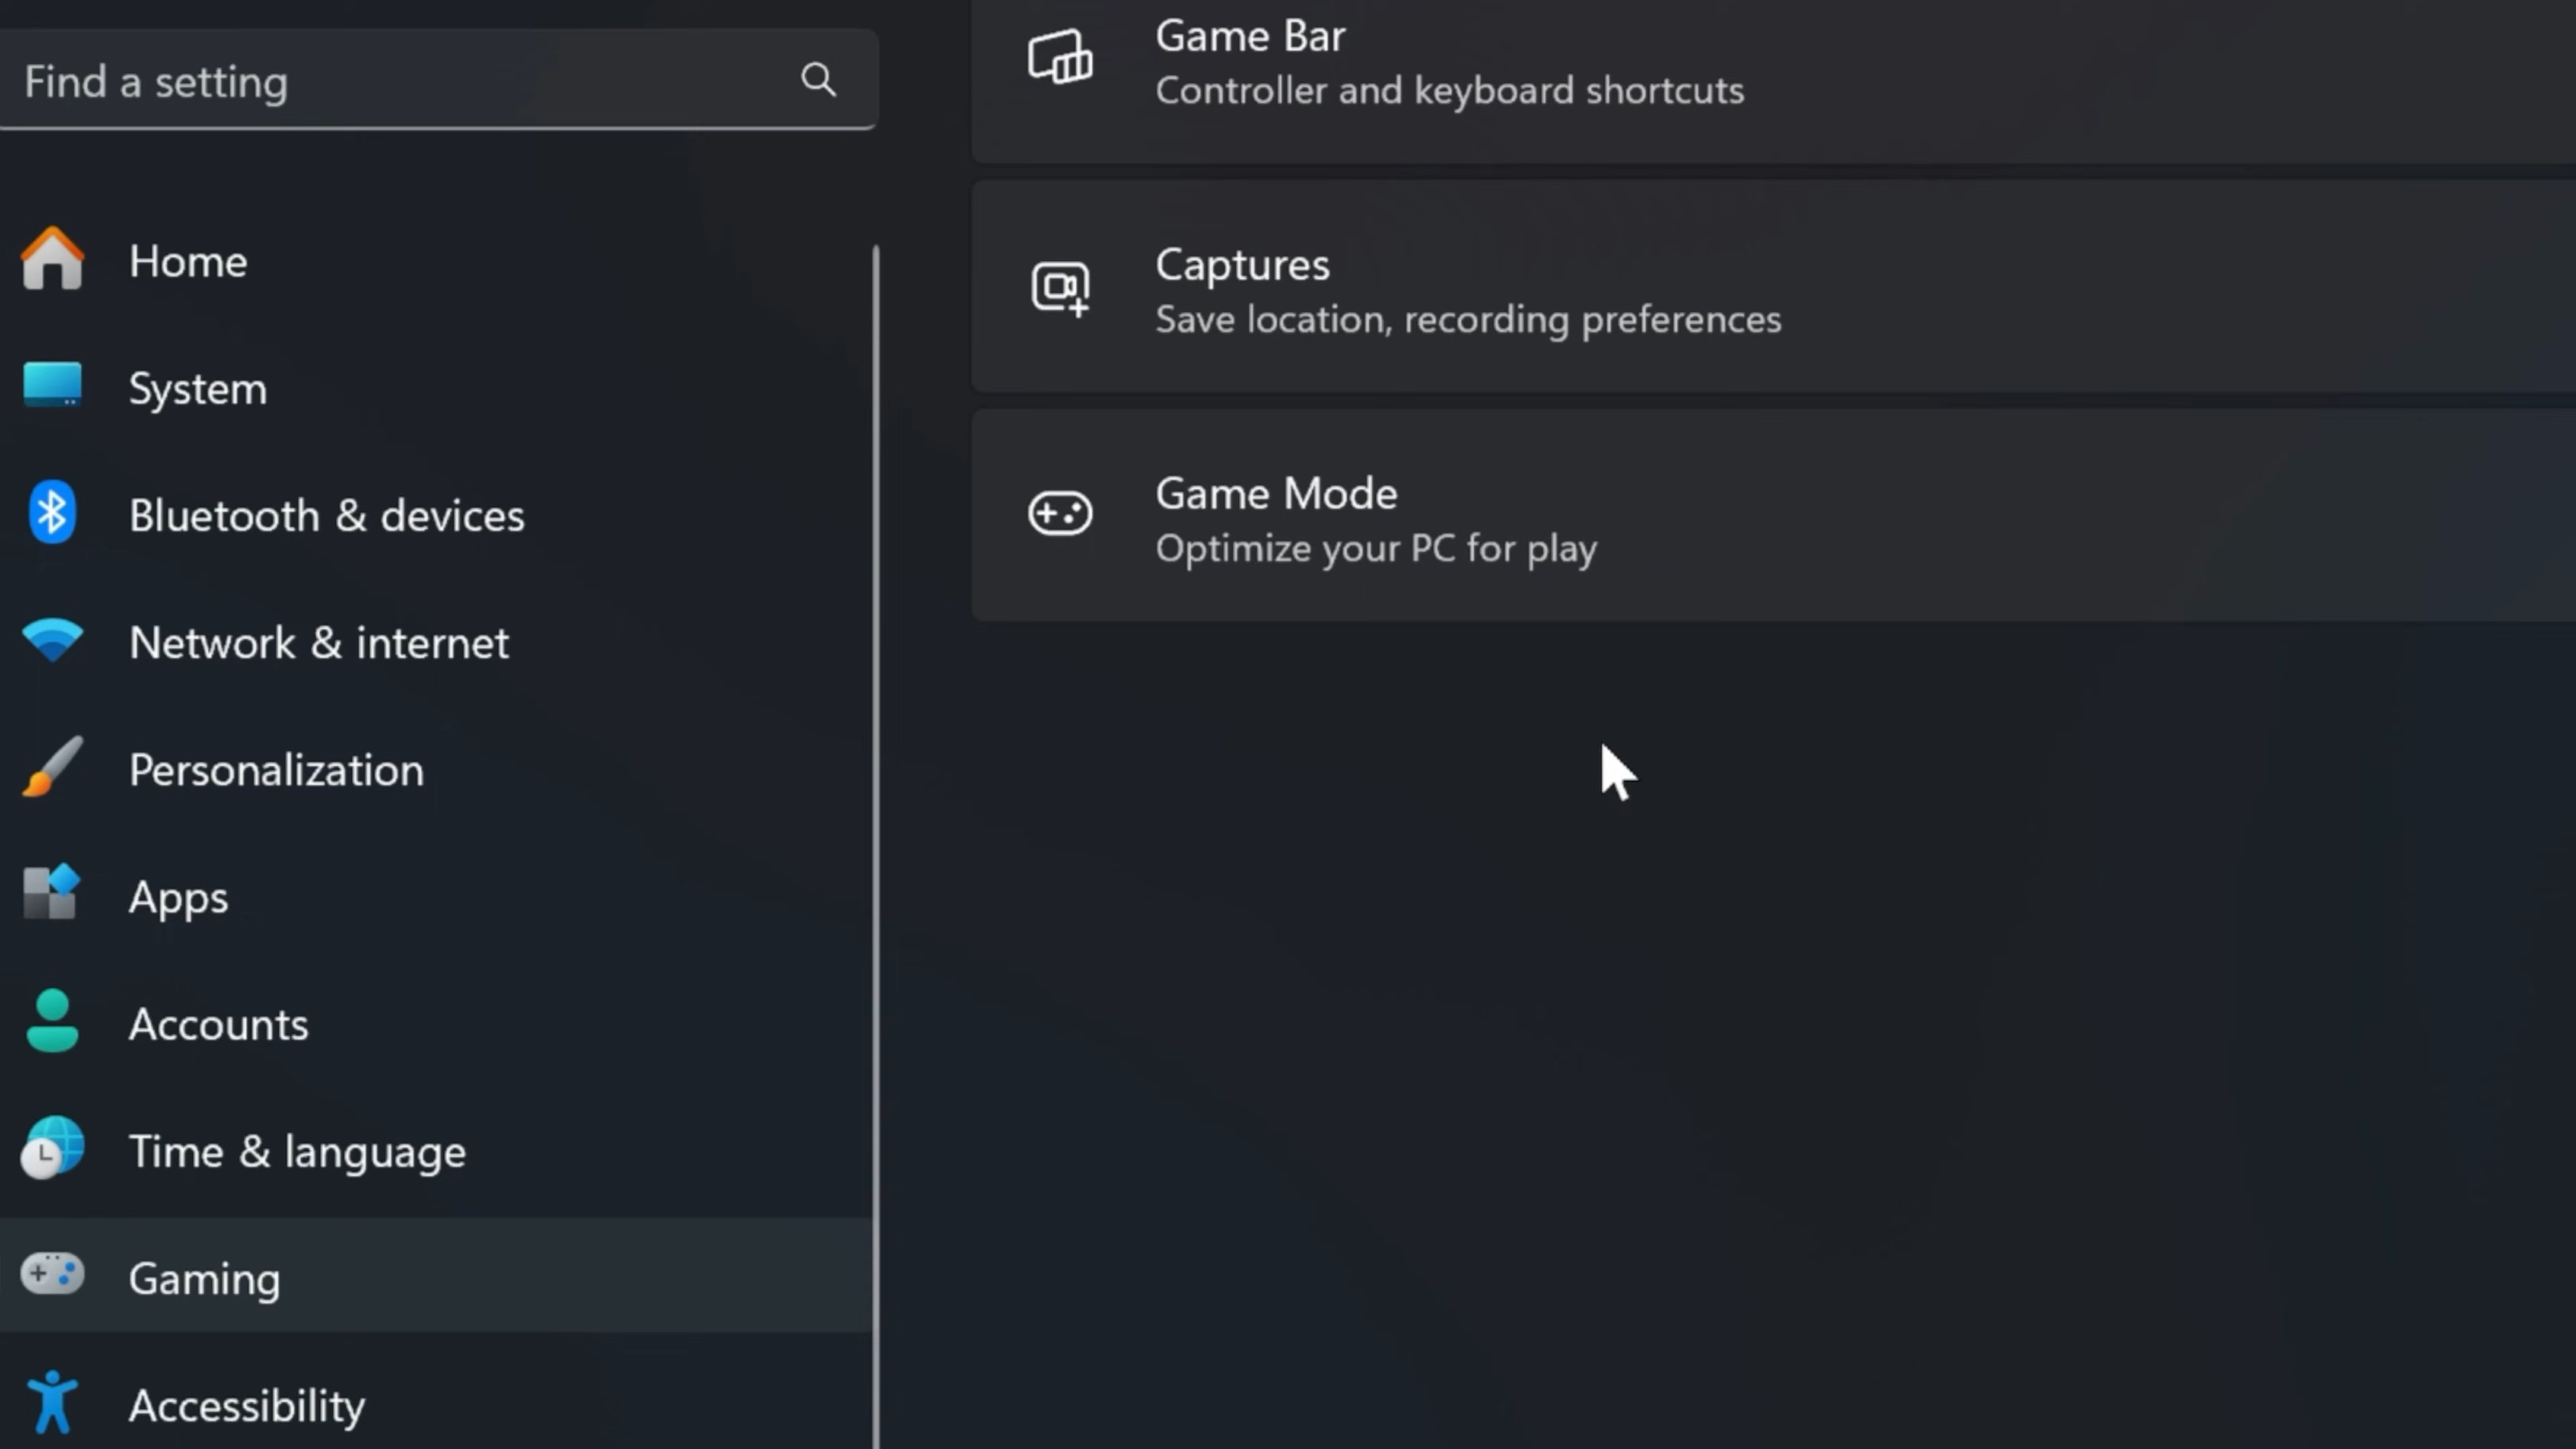 Find a setting
Home
System
Bluetooth & devices
Network & internet
Personalization
Apps
Accounts
Time & language
Gaming
Accessibility
Game Bar
Controller and keyboard shortcuts
Captures
Save location, recording preferences
Game Mode
Optimize your PC for play